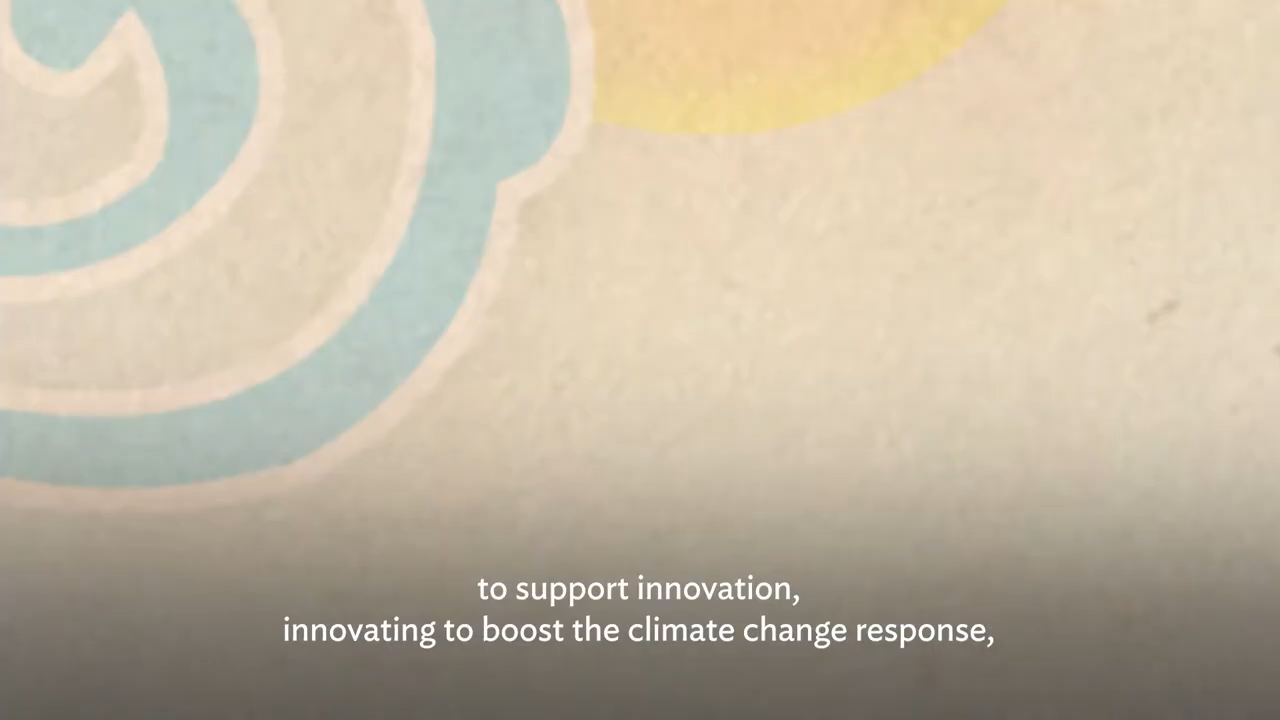 to support innovation,
innovating to boost the climate change response,